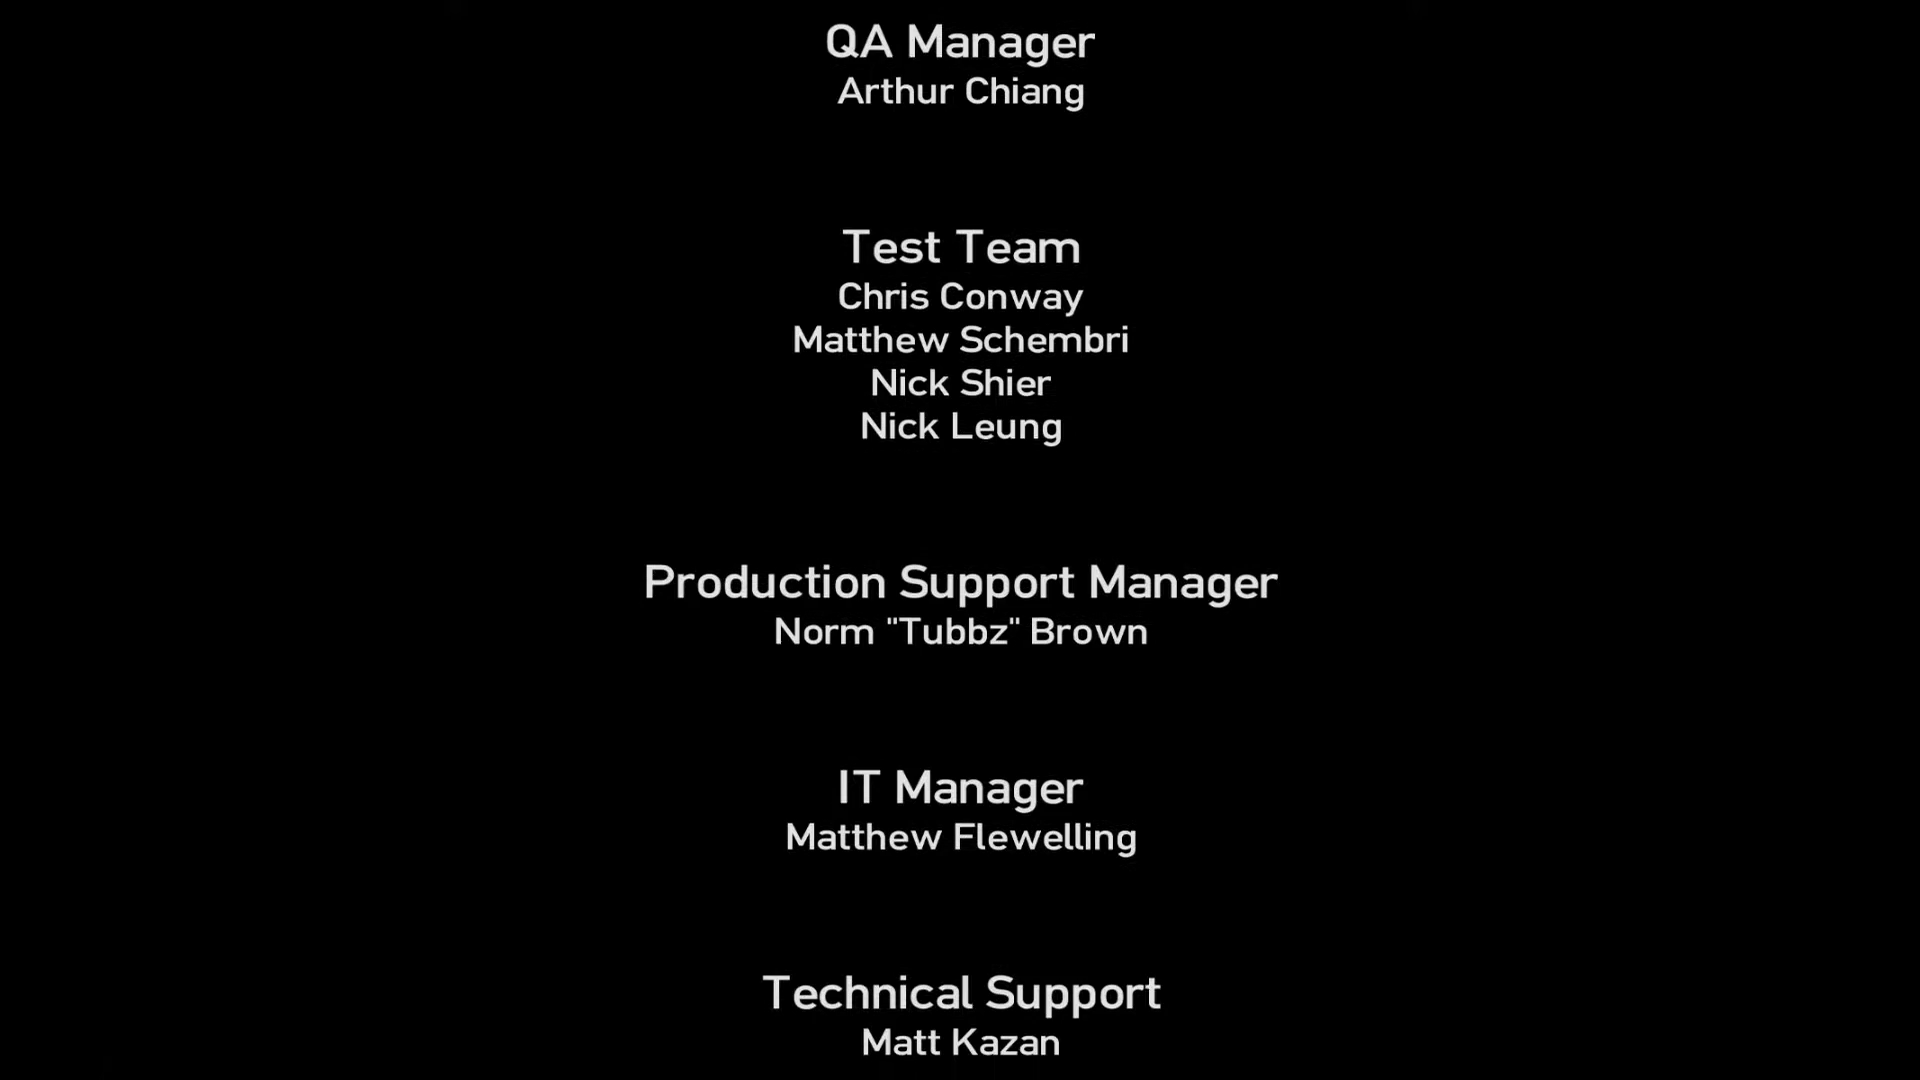 QA Manager
Arthur Chiang
Test Team
Chris Conway
Matthew Schembri
Nick Shier
Nick Leung
Production Support Manager
Norm "Tubbz" Brown
IT Manager
Matthew Flewelling
Technical Support
Matt Kazan